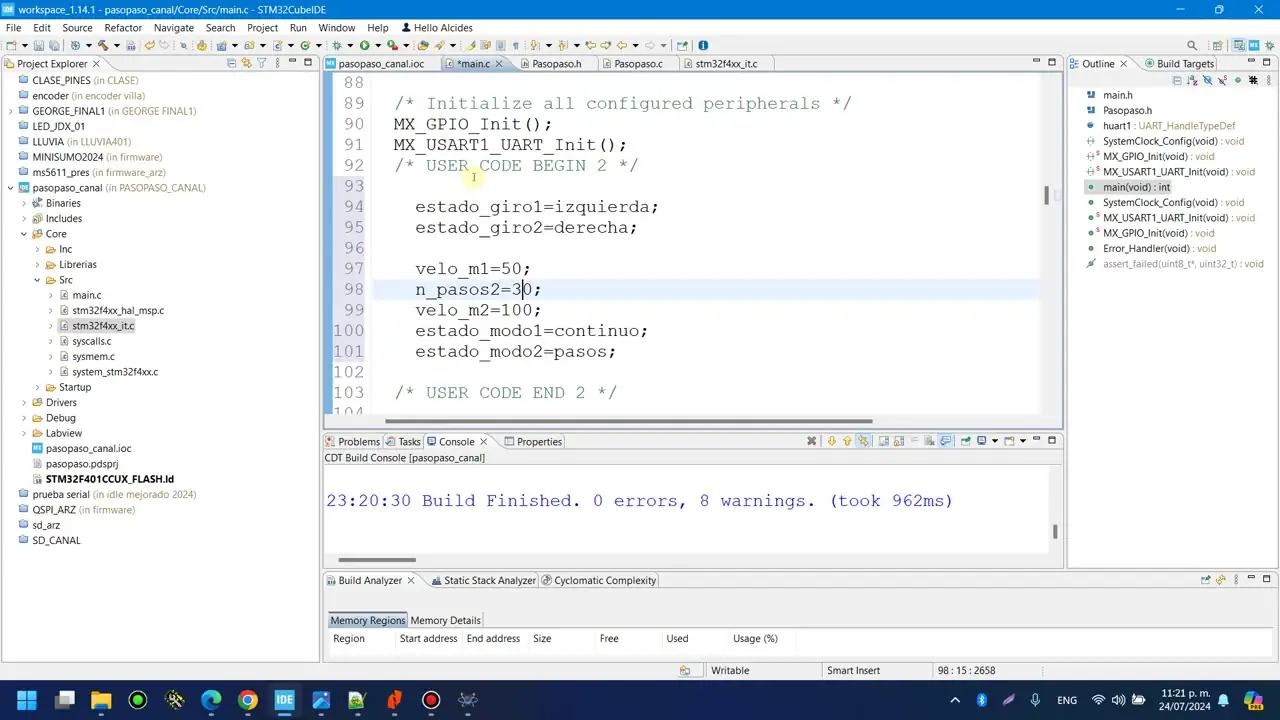 workspace_1.14.1 - pasopaso_canal/Core/Src/main.c - STM32CubeIDE
File Edit Source Refactor Navigate Search Project Run Window Help Hello Alcides
Project Explorer
CLASE_PINES (in CLASE)
encoder (in encoder villa)
GEORGE_FINAL1 (in GEORGE FINAL)
LED_JDX_01
LLUVIA (in LLUVIA401)
MINISUMO2024 (in firmware)
ms5611_pres (in firmware_arz)
pasopaso_canal (in PASOPASO_CANAL)
Binaries
Includes
Core
Inc
Librerias
Src
main.c
stm32f4xx_hal_msp.c
stm32f4xx_it.c
syscalls.c
sysmem.c
system_stm32f4xx.c
Startup
Drivers
Debug
Labview
pasopaso_canal.ioc
pasopaso.pdsprj
STM32F401CCUX_FLASH.ld
prueba serial (in idle mejorado 2024)
QSPI_ARZ (in firmware)
sd_arz
SD_CANAL
pasopaso_canal.ioc *main.c Pasopaso.h Pasopaso.c stm32f4xx_it.c
88
89 /* Initialize all configured peripherals */
90 MX_GPIO_Init();
91 MX_USART1_UART_Init();
92 /* USER CODE BEGIN 2 */
93
94 estado_giro1=izquierda;
95 estado_giro2=derecha;
96
97 velo_m1=50;
98 n_pasos2=30;
99 velo_m2=100;
100 estado_modo1=continuo;
101 estado_modo2=pasos;
102
103 /* USER CODE END 2 */
104
Problems Tasks Console Properties
CDT Build Console [pasopaso_canal]
23:20:30 Build Finished. 0 errors, 8 warnings. (took 962ms)
Build Analyzer Static Stack Analyzer Cyclomatic Complexity
Memory Regions Memory Details
Region Start address End address Size Free Used Usage (%)
Outline Build Targets
main.h
Pasopaso.h
huart1 : UART_HandleTypeDef
SystemClock_Config(void) : void
MX_GPIO_Init(void) : void
MX_USART1_UART_Init(void) : void
main(void) : int
SystemClock_Config(void) : void
MX_USART1_UART_Init(void) : void
MX_GPIO_Init(void) : void
Error_Handler(void) : void
assert_failed(uint8_t*, uint32_t) : void
Writable Smart Insert 98 : 15 : 2658
IDE
ENG
11:21 p. m.
24/07/2024